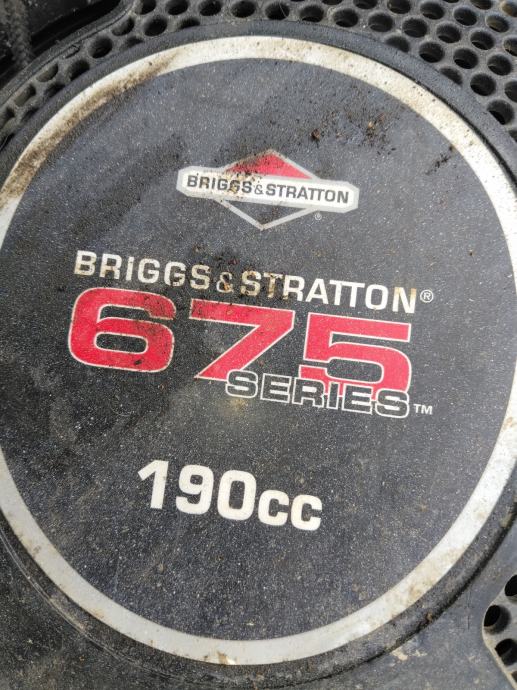 BRIGGS&STRATTON
®
BRIGGS&STRATTON®
675
SERIES™
190cc